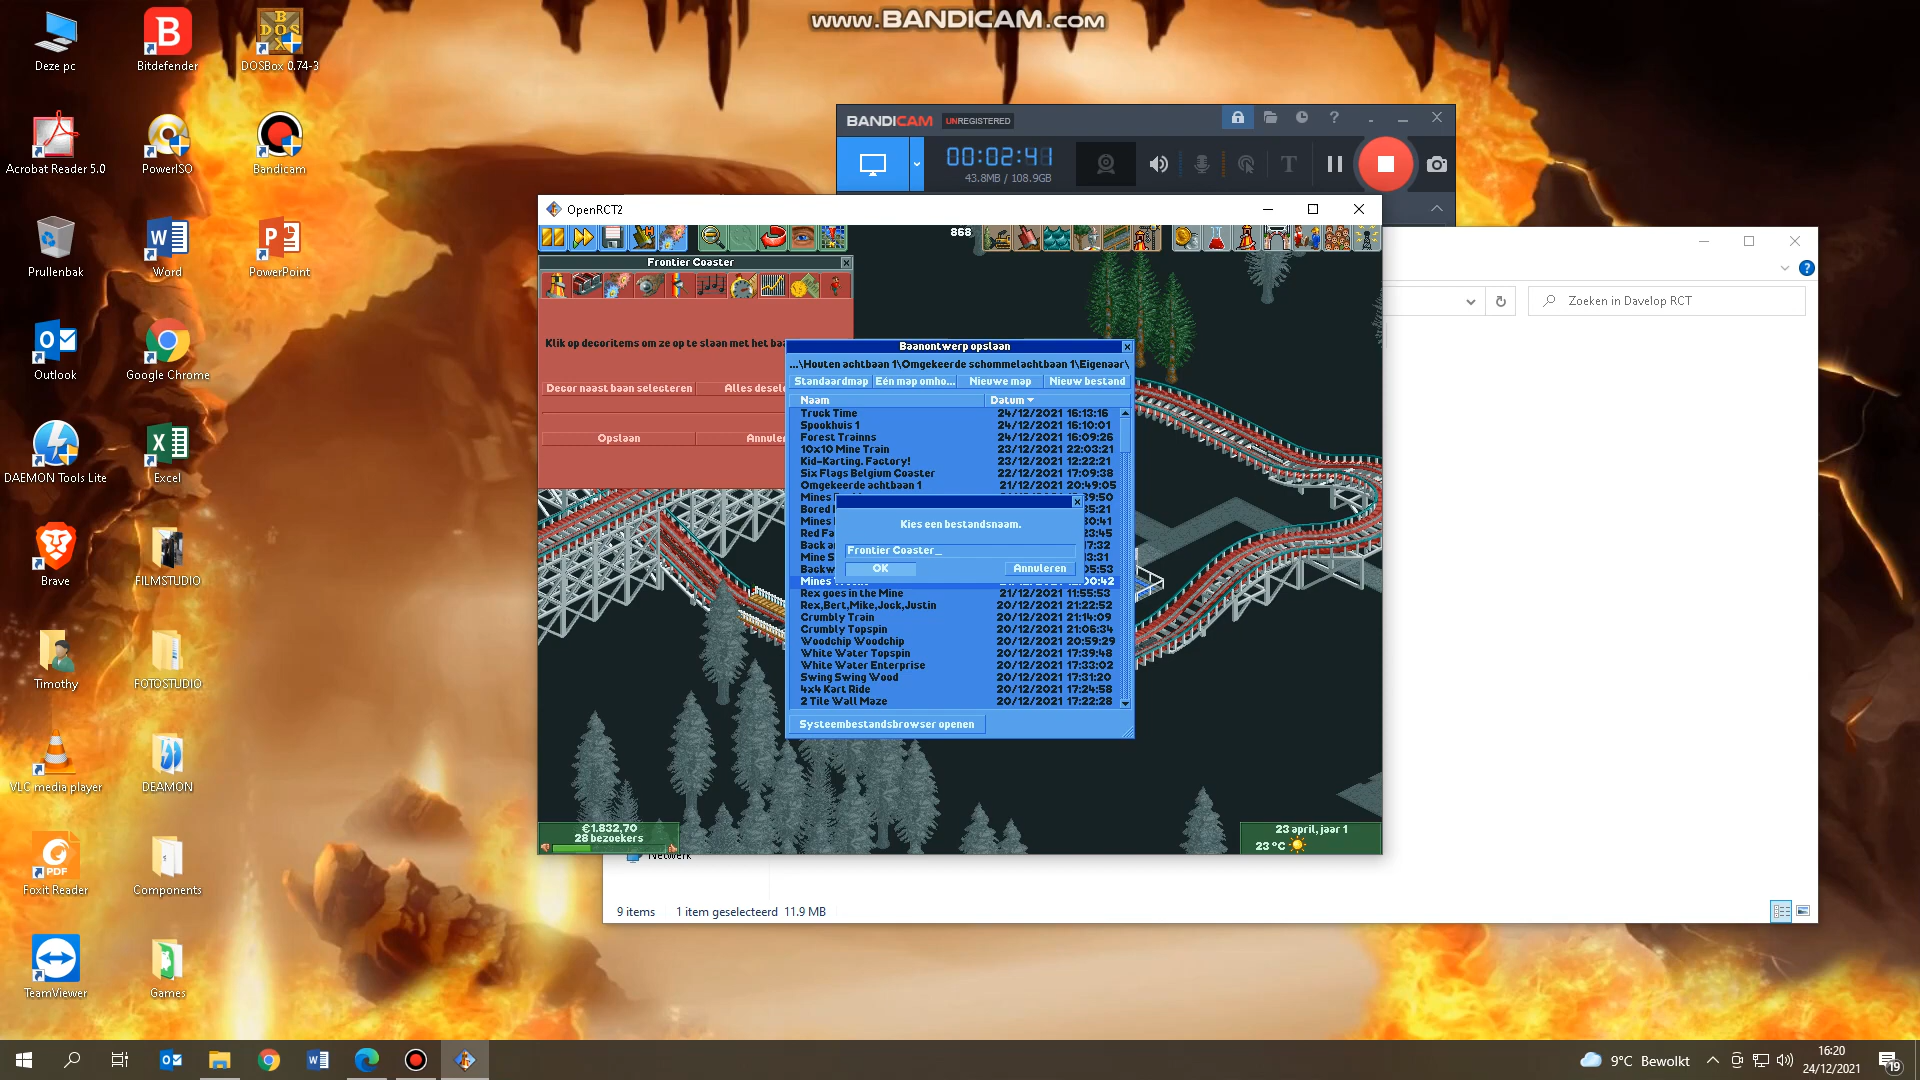 www.BANDICAM.com
Deze pc
Bitdefender
DOSBox 0.74-3
Acrobat Reader 5.0
PowerISO
Bandicam
Prullenbak
Word
PowerPoint
Outlook
Google Chrome
DAEMON Tools Lite
Excel
Brave
FILMSTUDIO
Timothy
FOTOSTUDIO
VLC media player
DEAMON
Foxit Reader
Components
TeamViewer
Games
BANDICAM UNREGISTERED
00:02:41
43.8MB / 108.9GB
OpenRCT2
868
Frontier Coaster
Klik op decoritems om ze op te slaan met het
Decor naast baan selecteren
Opslaan
Baanontwerp opslaan
...\Houten achtbaan 1\Omgekeerde schommelachtbaan 1\Eigenaar\
Standaardmap Eén map omho... Nieuwe map Nieuw bestand
Naam Datum
Truck Time 24/12/2021 16:13:16
Spookhuis 1 24/12/2021 16:10:01
Forest Trainns 24/12/2021 16:09:26
10x10 Mine Train 23/12/2021 22:03:21
Kid-Karting. Factory! 23/12/2021 12:22:21
Six Flags Belgium Coaster 22/12/2021 17:09:38
Omgekeerde achtbaan 1 21/12/2021 20:49:05
Mines
Bored
Mines
Red
Back
Mine
Mines
Kies een bestandsnaam.
Frontier Coaster_
OK Annuleren
Rex goes in the Mine 21/12/2021 11:55:53
Rex,Bert,Mike,Jock,Justin 20/12/2021 21:22:52
Crumbly Train 20/12/2021 21:14:09
Crumbly Topspin 20/12/2021 21:06:34
Woodchip Woodchip 20/12/2021 20:59:29
White Water Topspin 20/12/2021 17:39:48
White Water Enterprise 20/12/2021 17:33:02
Swing Swing Wood 20/12/2021 17:31:20
4x4 Kart Ride 20/12/2021 17:24:58
2 Tile Wall Maze 20/12/2021 17:22:28
Systeembestandsbrowser openen
€1.832,70
28 bezoekers
23 april, jaar 1
23 °C
Zoeken in Davelop RCT
Netwerk
9 items 1 item geselecteerd 11.9 MB
9°C Bewolkt
16:20
24/12/2021
19